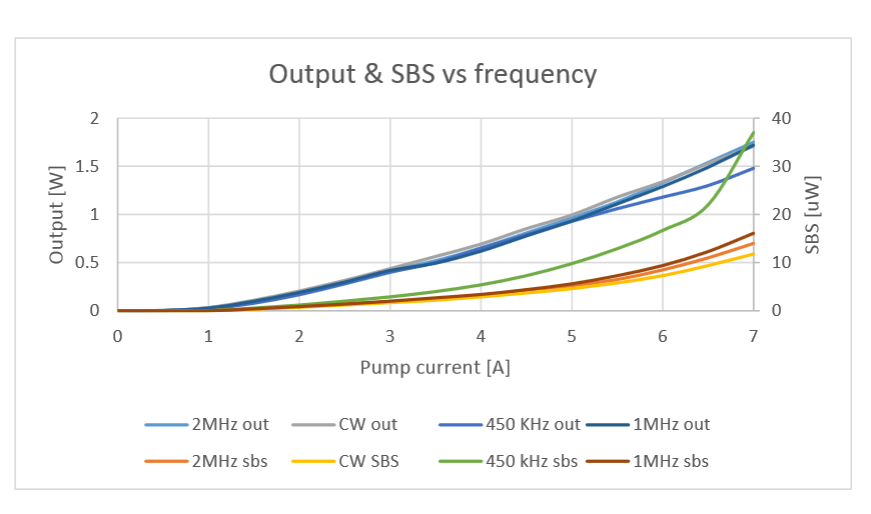 Output & SBS vs frequency
2 40
1.5 30
1 20
0.5 10
0 0
Output [W]
SBS [uW]
0 1 2 3 4 5 6 7
Pump current [A]
2MHz out CW out 450 KHz out 1MHz out
2MHz sbs CW SBS 450 kHz sbs 1MHz sbs